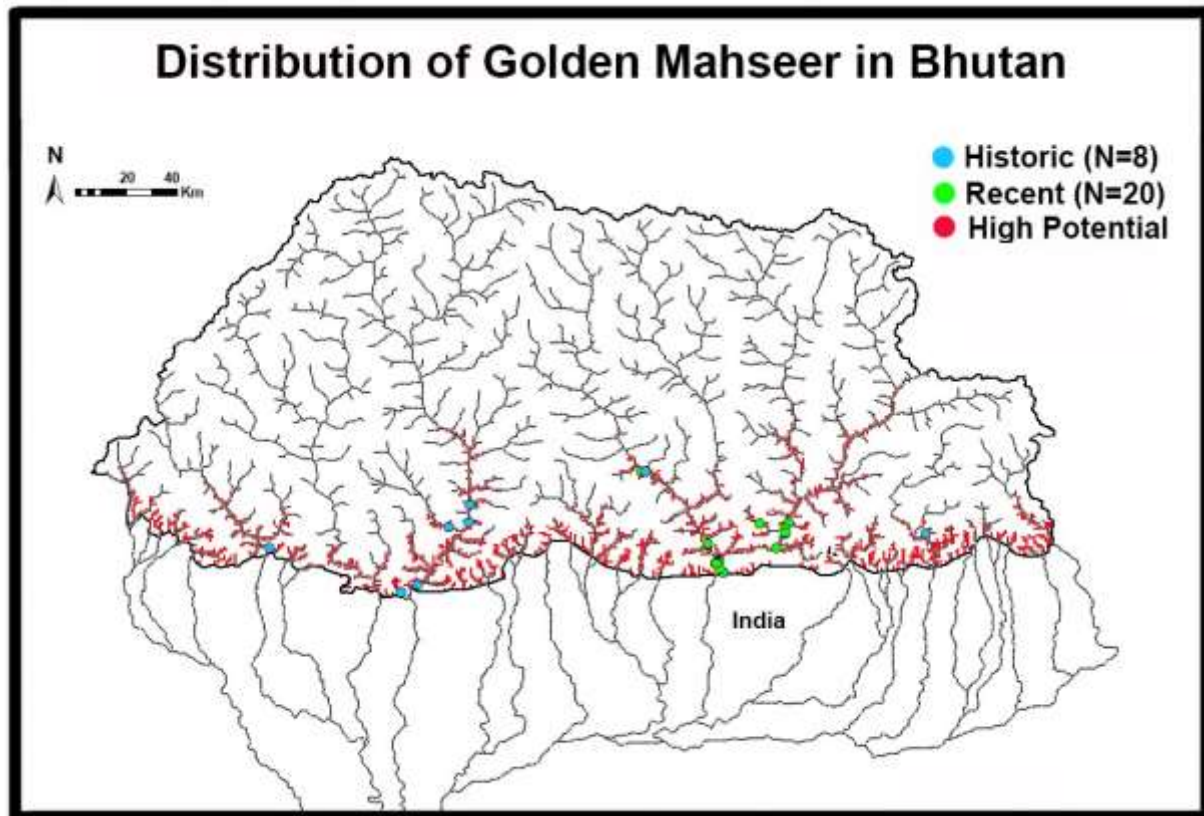 Distribution of Golden Mahseer in Bhutan
Historic (N=8)
Recent (N=20)
High Potential
N
20 40
Km
India